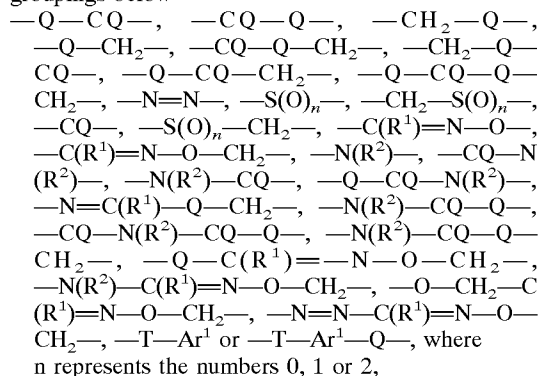 groupings below
—Q—CQ—, —CQ—Q—, —CH₂—Q—,
—Q—CH₂—, —CQ—Q—CH₂—, —CH₂—Q—
CQ—, —Q—CQ—CH₂—, —Q—CQ—Q—
CH₂—, —N=N—, —S(O)ₙ—, —CH₂—S(O)ₙ—,
—CQ—, —S(O)ₙ—CH₂—, —C(R¹)=N—O—,
—C(R¹)=N—O—CH₂—, —N(R²)—, —CQ—N
(R²)—, —N(R²)—CQ—, —Q—CQ—N(R²)—,
—N=C(R¹)—Q—CH₂—, —N(R²)—CQ—Q—,
—CQ—N(R²)—CQ—Q—, —N(R²)—CQ—Q—
CH₂—, —Q—C(R¹)=—N—O—CH₂—,
—N(R²)—C(R¹)=N—O—CH₂—, —O—CH₂—C
(R¹)=N—O—CH₂—, —N=N—C(R¹)=N—O—
CH₂—, —T—Ar¹ or —T—Ar¹—Q—, where
n represents the numbers 0, 1 or 2,